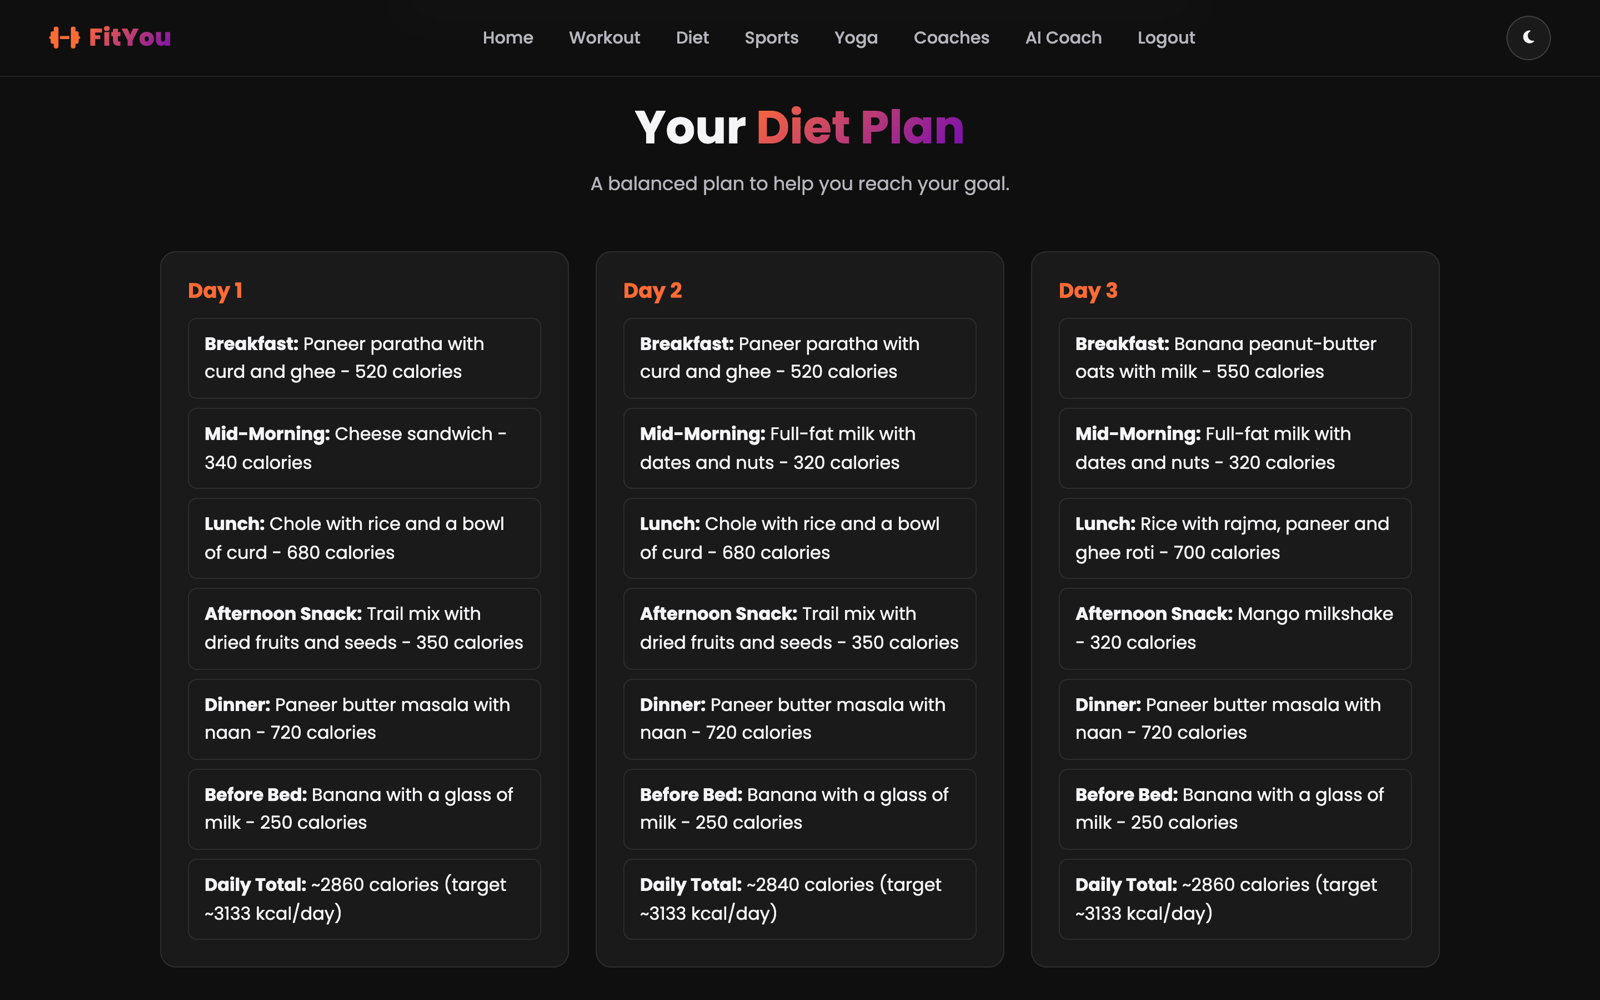 FitYou
Home Workout Diet Sports Yoga Coaches AI Coach Logout
Your Diet Plan
A balanced plan to help you reach your goal.
Day 1
Breakfast: Paneer paratha with
curd and ghee - 520 calories
Mid-Morning: Cheese sandwich -
340 calories
Lunch: Chole with rice and a bowl
of curd - 680 calories
Afternoon Snack: Trail mix with
dried fruits and seeds - 350 calories
Dinner: Paneer butter masala with
naan - 720 calories
Before Bed: Banana with a glass of
milk - 250 calories
Daily Total: ~2860 calories (target
~3133 kcal/day)
Day 2
Breakfast: Paneer paratha with
curd and ghee - 520 calories
Mid-Morning: Full-fat milk with
dates and nuts - 320 calories
Lunch: Chole with rice and a bowl
of curd - 680 calories
Afternoon Snack: Trail mix with
dried fruits and seeds - 350 calories
Dinner: Paneer butter masala with
naan - 720 calories
Before Bed: Banana with a glass of
milk - 250 calories
Daily Total: ~2840 calories (target
~3133 kcal/day)
Day 3
Breakfast: Banana peanut-butter
oats with milk - 550 calories
Mid-Morning: Full-fat milk with
dates and nuts - 320 calories
Lunch: Rice with rajma, paneer and
ghee roti - 700 calories
Afternoon Snack: Mango milkshake
- 320 calories
Dinner: Paneer butter masala with
naan - 720 calories
Before Bed: Banana with a glass of
milk - 250 calories
Daily Total: ~2860 calories (target
~3133 kcal/day)